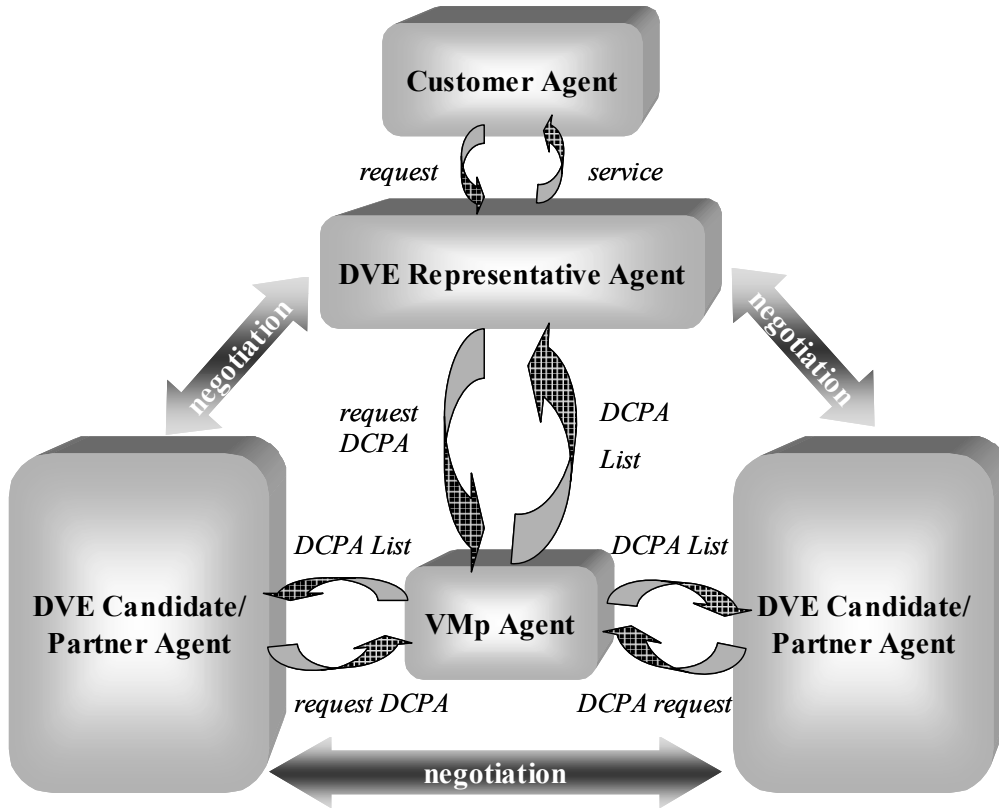 Customer Agent
request
service
DVE Representative Agent
negotiation
negotiation
request
DCPA
DCPA
List
DCPA List
DCPA List
DVE Candidate/
Partner Agent
VMp Agent
DVE Candidate/
Partner Agent
request DCPA
DCPA request
negotiation